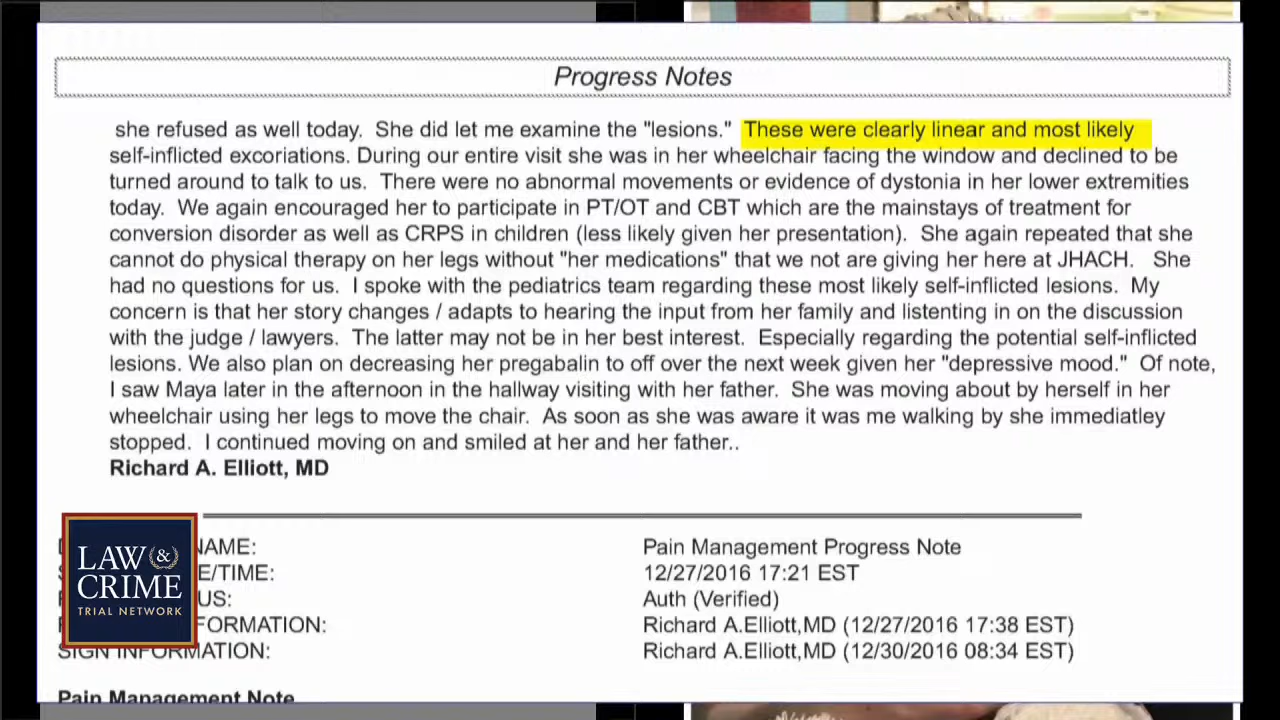 Progress Notes
she refused as well today. She did let me examine the "lesions." These were clearly linear and most likely
self-inflicted excoriations. During our entire visit she was in her wheelchair facing the window and declined to be
turned around to talk to us. There were no abnormal movements or evidence of dystonia in her lower extremities
today. We again encouraged her to participate in PT/OT and CBT which are the mainstays of treatment for
conversion disorder as well as CRPS in children (less likely given her presentation). She again repeated that she
cannot do physical therapy on her legs without "her medications" that we not are giving her here at JHACH. She
had no questions for us. I spoke with the pediatrics team regarding these most likely self-inflicted lesions. My
concern is that her story changes / adapts to hearing the input from her family and listenting in on the discussion
with the judge / lawyers. The latter may not be in her best interest. Especially regarding the potential self-inflicted
lesions. We also plan on decreasing her pregabalin to off over the next week given her "depressive mood." Of note,
I saw Maya later in the afternoon in the hallway visiting with her father. She was moving about by herself in her
wheelchair using her legs to move the chair. As soon as she was aware it was me walking by she immediatley
stopped. I continued moving on and smiled at her and her father..
Richard A. Elliott, MD
NAME: Pain Management Progress Note
E/TIME: 12/27/2016 17:21 EST
US: Auth (Verified)
FORMATION: Richard A.Elliott,MD (12/27/2016 17:38 EST)
SIGN INFORMATION: Richard A.Elliott,MD (12/30/2016 08:34 EST)
Pain Management Note
LAW &
CRIME
TRIAL NETWORK